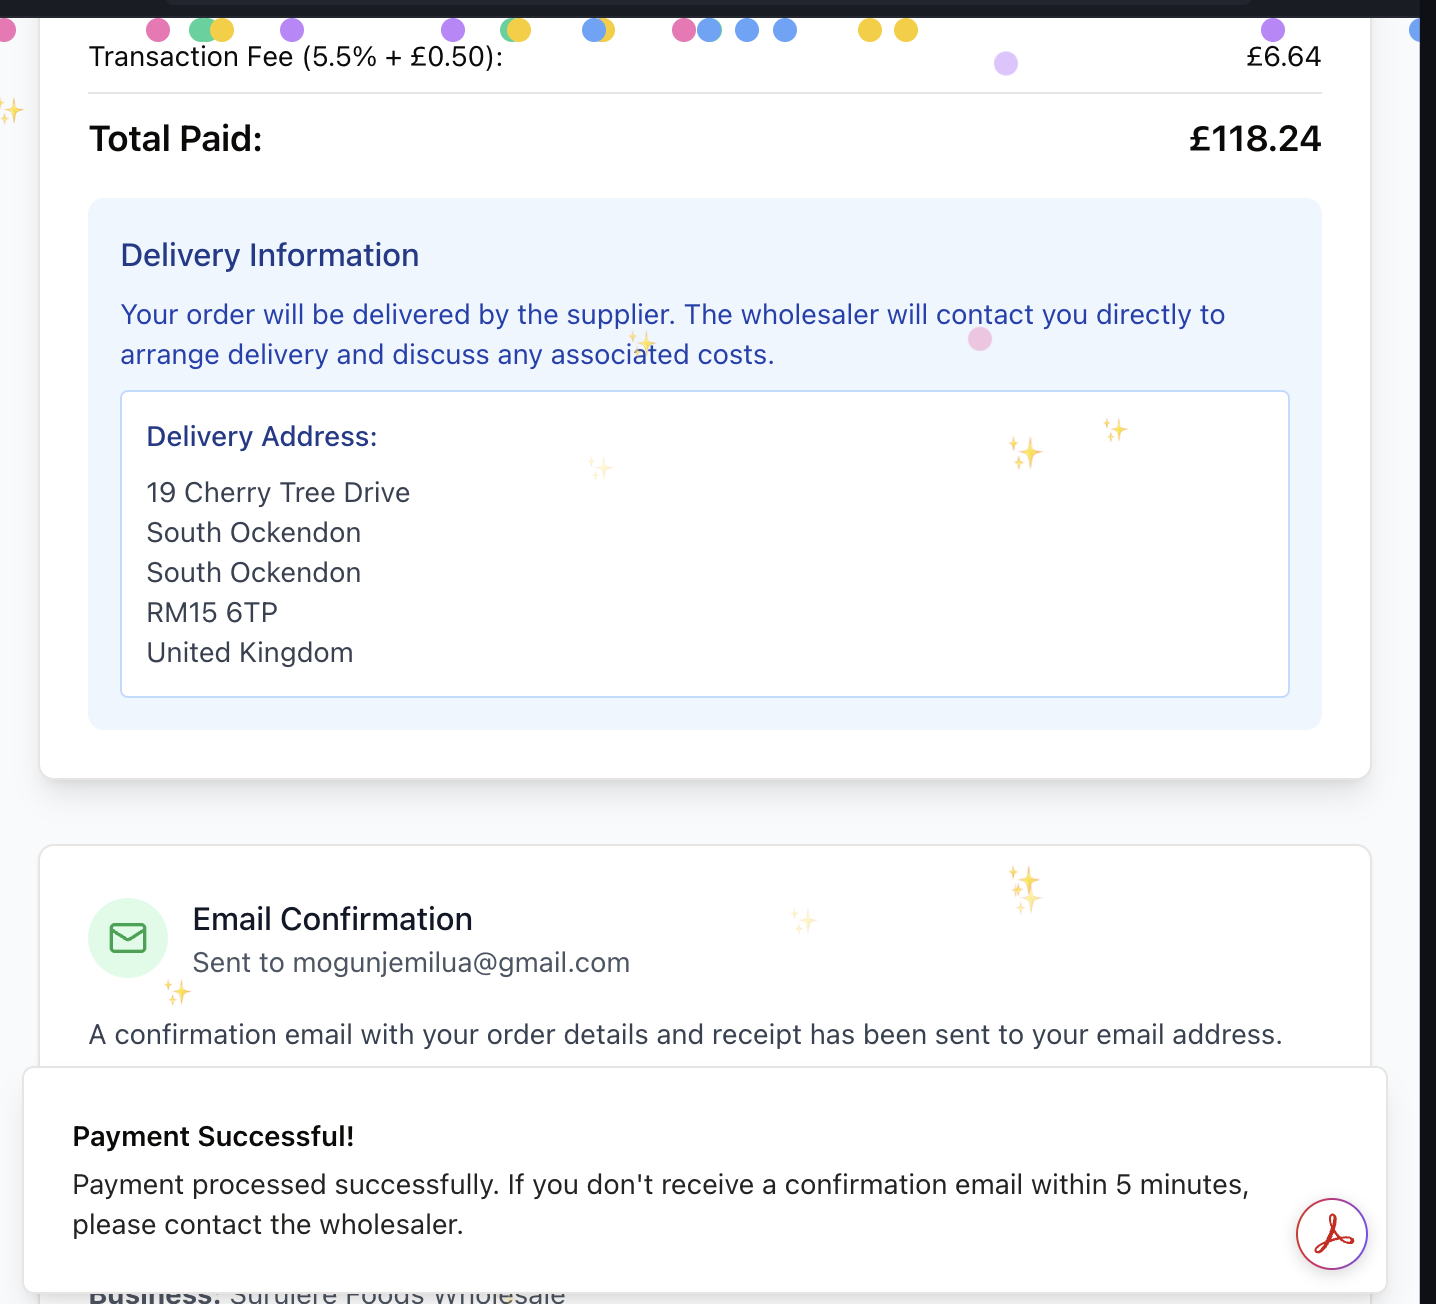 Transaction Fee (5.5% + £0.50): £6.64
Total Paid: £118.24
Delivery Information
Your order will be delivered by the supplier. The wholesaler will contact you directly to
arrange delivery and discuss any associated costs.
Delivery Address:
19 Cherry Tree Drive
South Ockendon
South Ockendon
RM15 6TP
United Kingdom
Email Confirmation
Sent to mogunjemilua@gmail.com
A confirmation email with your order details and receipt has been sent to your email address.
Payment Successful!
Payment processed successfully. If you don't receive a confirmation email within 5 minutes,
please contact the wholesaler.
Business: Surulere Foods Wholesale